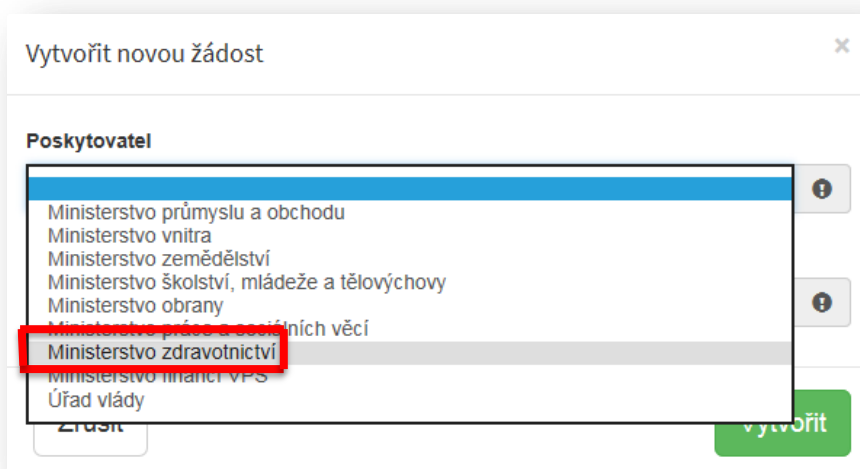 Vytvořit novou žádost ×
Poskytovatel
Ministerstvo průmyslu a obchodu
Ministerstvo vnitra
Ministerstvo zemědělství
Ministerstvo školství, mládeže a tělovýchovy
Ministerstvo obrany
Ministerstvo práce a sociálních věcí
Ministerstvo zdravotnictví
Ministerstvo financí VPS
Úřad vlády
Zrušit Vytvořit